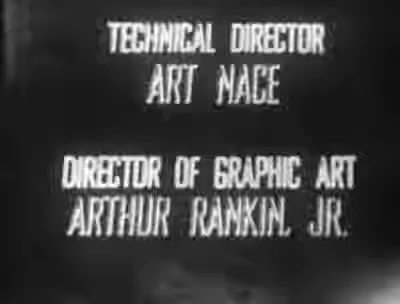 TECHNICAL DIRECTOR
ART NACE
DIRECTOR OF GRAPHIC ART
ARTHUR RANKIN, JR.